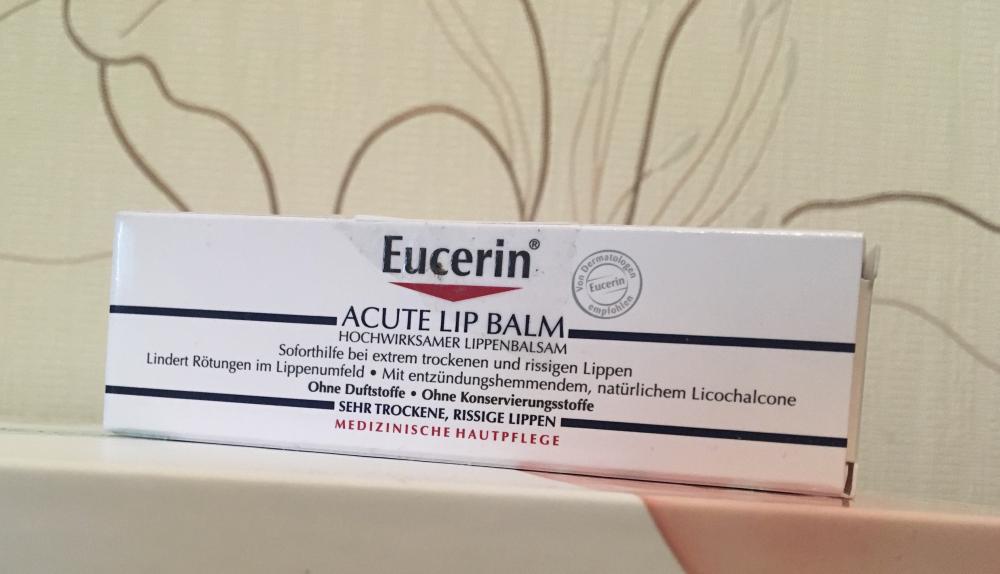 Eucerin®
Von Dermatologen
Eucerin
empfohlen
ACUTE LIP BALM
HOCHWIRKSAMER LIPPENBALSAM
Soforthilfe bei extrem trockenen und rissigen Lippen
Lindert Rötungen im Lippenumfeld • Mit entzündungshemmendem, natürlichem Licochalcone
Ohne Duftstoffe • Ohne Konservierungsstoffe
SEHR TROCKENE, RISSIGE LIPPEN
MEDIZINISCHE HAUTPFLEGE